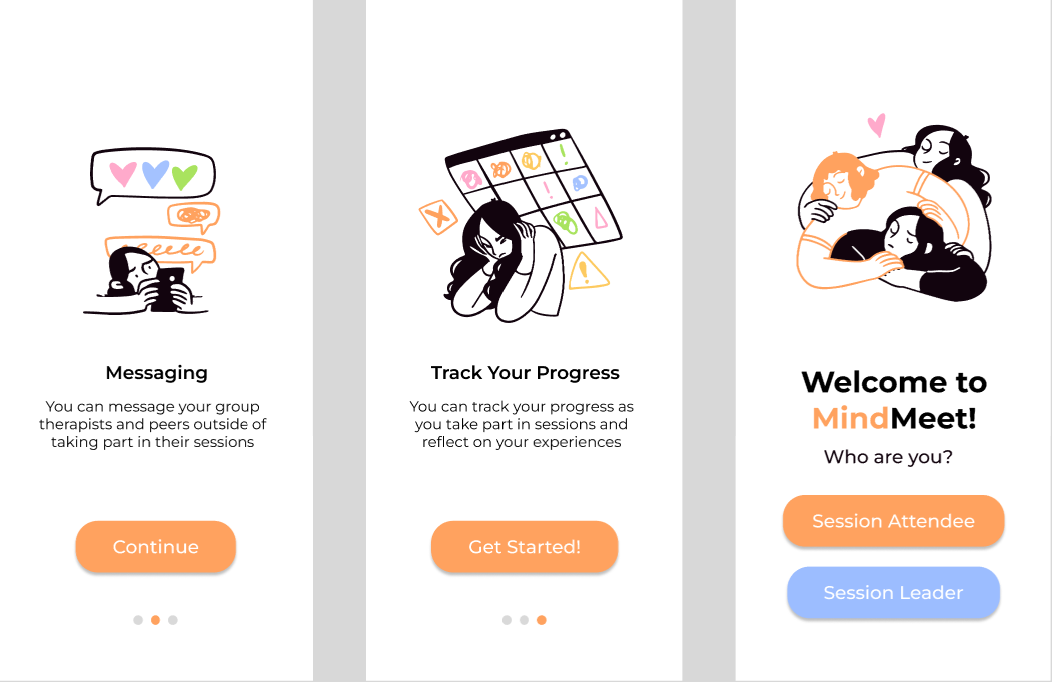 Messaging
You can message your group
therapists and peers outside of
taking part in their sessions
Continue
Track Your Progress
You can track your progress as
you take part in sessions and
reflect on your experiences
Get Started!
Welcome to
MindMeet!
Who are you?
Session Attendee
Session Leader